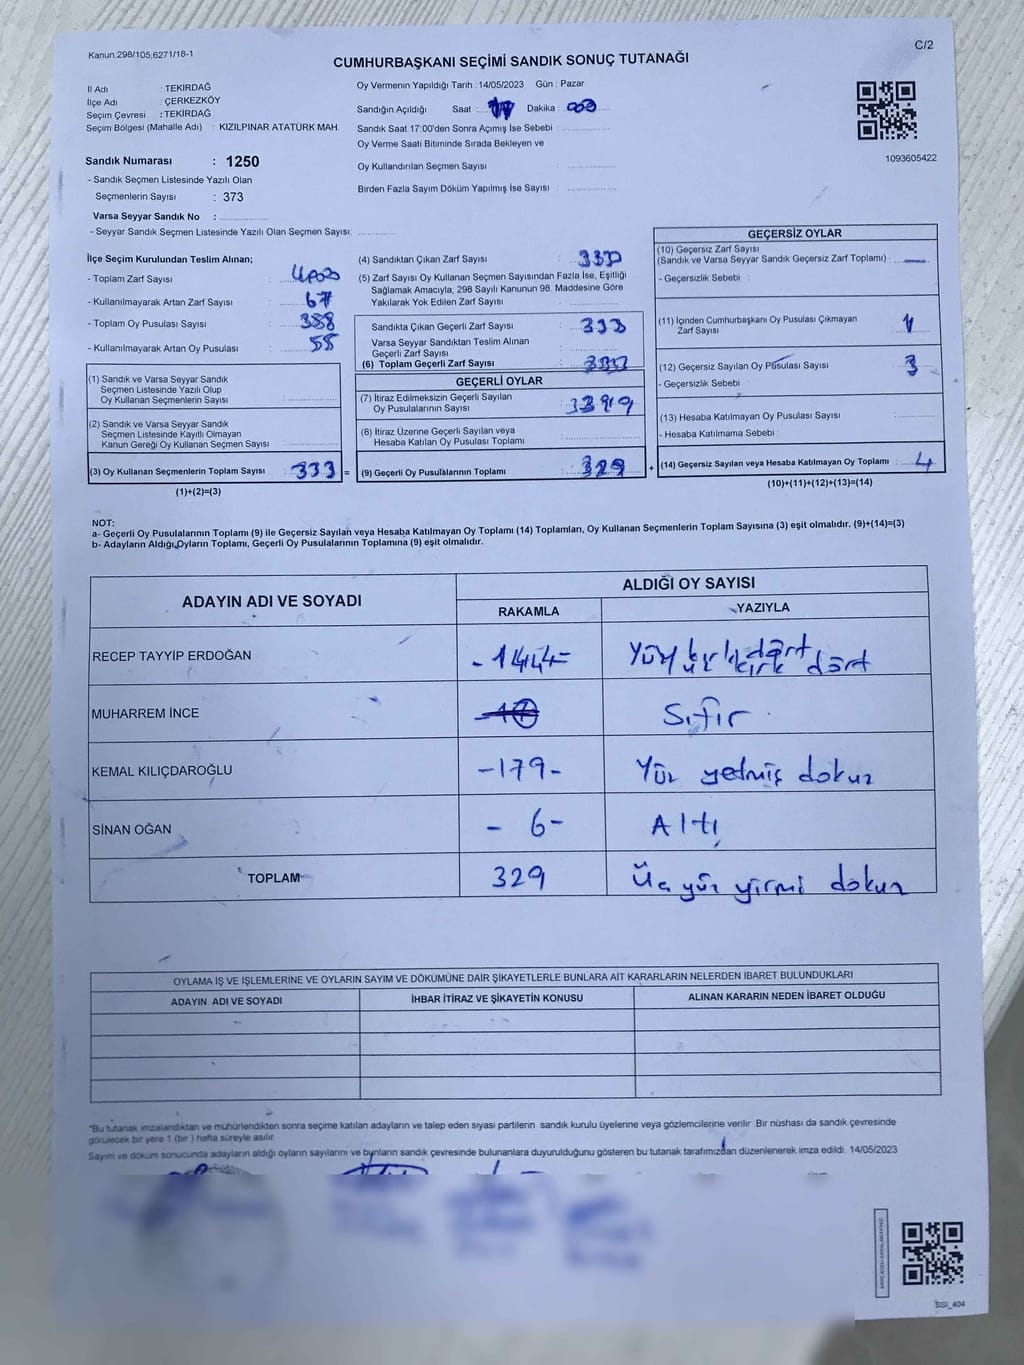 Kanun.298/105,6271/18-1
C/2
CUMHURBAŞKANI SEÇİMİ SANDIK SONUÇ TUTANAĞI
İl Adı : TEKİRDAĞ
İlçe Adı : ÇERKEZKÖY
Seçim Çevresi : TEKİRDAĞ
Seçim Bölgesi (Mahalle Adı) : KIZILPINAR ATATÜRK MAH.
Sandık Numarası : 1250
- Sandık Seçmen Listesinde Yazılı Olan
Seçmenlerin Sayısı : 373
Varsa Seyyar Sandık No :
- Seyyar Sandık Seçmen Listesinde Yazılı Olan Seçmen Sayısı:
Oy Vermenin Yapıldığı Tarih : 14/05/2023 Gün : Pazar
Sandığın Açıldığı Saat : Dakika :
Sandık Saat 17:00'den Sonra Açımış İse Sebebi :
Oy Verme Saati Bitiminde Sırada Bekleyen ve
Oy Kullandırılan Seçmen Sayısı :
Birden Fazla Sayım Döküm Yapılmış İse Sayısı :
1093605422
İlçe Seçim Kurulundan Teslim Alınan;
- Toplam Zarf Sayısı :
- Kullanılmayarak Artan Zarf Sayısı : 67
- Toplam Oy Pusulası Sayısı : 388
- Kullanılmayarak Artan Oy Pusulası : 55
(1) Sandık ve Varsa Seyyar Sandık
Seçmen Listesinde Yazılı Olup
Oy Kullanan Seçmenlerin Sayısı :
(2) Sandık ve Varsa Seyyar Sandık
Seçmen Listesinde Kayıtlı Olmayan
Kanun Gereği Oy Kullanan Seçmen Sayısı :
(3) Oy Kullanan Seçmenlerin Toplam Sayısı : 333 =
(1)+(2)=(3)
(4) Sandıktan Çıkan Zarf Sayısı :
(5) Zarf Sayısı Oy Kullanan Seçmen Sayısından Fazla İse, Eşitliği
Sağlamak Amacıyla, 298 Sayılı Kanunun 98. Maddesine Göre
Yakılarak Yok Edilen Zarf Sayısı :
Sandıkta Çıkan Geçerli Zarf Sayısı : 333
Varsa Seyyar Sandıktan Teslim Alınan
Geçerli Zarf Sayısı :
(6) Toplam Geçerli Zarf Sayısı :
GEÇERLİ OYLAR
(7) İtiraz Edilmeksizin Geçerli Sayılan
Oy Pusulalarının Sayısı :
(8) İtiraz Üzerine Geçerli Sayılan veya
Hesaba Katılan Oy Pusulası Toplamı :
(9) Geçerli Oy Pusulalarının Toplamı : 329 +
GEÇERSİZ OYLAR
(10) Geçersiz Zarf Sayısı
(Sandık ve Varsa Seyyar Sandık Geçersiz Zarf Toplamı) : —
- Geçersizlik Sebebi :
(11) İçinden Cumhurbaşkanı Oy Pusulası Çıkmayan
Zarf Sayısı : 1
(12) Geçersiz Sayılan Oy Pusulası Sayısı : 3
- Geçersizlik Sebebi :
(13) Hesaba Katılmayan Oy Pusulası Sayısı :
- Hesaba Katılmama Sebebi :
(14) Geçersiz Sayılan veya Hesaba Katılmayan Oy Toplamı : 4
(10)+(11)+(12)+(13)=(14)
NOT:
a- Geçerli Oy Pusulalarının Toplamı (9) ile Geçersiz Sayılan veya Hesaba Katılmayan Oy Toplamı (14) Toplamları, Oy Kullanan Seçmenlerin Toplam Sayısına (3) eşit olmalıdır. (9)+(14)=(3)
b- Adayların Aldığı Oyların Toplamı, Geçerli Oy Pusulalarının Toplamına (9) eşit olmalıdır.
ADAYIN ADI VE SOYADI
ALDIĞI OY SAYISI
RAKAMLA YAZIYLA
RECEP TAYYİP ERDOĞAN - 144 - Yüz kırk dört kırk dört
MUHARREM İNCE Sıfır
KEMAL KILIÇDAROĞLU -179- Yüz yetmiş dokuz
SİNAN OĞAN - 6- Altı
TOPLAM 329 Üç yüz yirmi dokuz
OYLAMA İŞ VE İŞLEMLERİNE VE OYLARIN SAYIM VE DÖKÜMÜNE DAİR ŞİKAYETLERLE BUNLARA AİT KARARLARIN NELERDEN İBARET BULUNDUKLARI
ADAYIN ADI VE SOYADI İHBAR İTİRAZ VE ŞİKAYETİN KONUSU ALINAN KARARIN NEDEN İBARET OLDUĞU
*Bu tutanak imzalandıktan ve mühürlendikten sonra seçime katılan adayların ve talep eden siyasi partilerin sandık kurulu üyelerine veya gözlemcilerine verilir. Bir nüshası da sandık çevresinde
görülecek bir yere 1 (bir ) hafta süreyle asılır.
Sayım ve döküm sonucunda adayların aldığı oyların sayılarını ve bunların sandık çevresinde bulunanlara duyurulduğunu gösteren bu tutanak tarafımızdan düzenlenerek imza edildi. 14/05/2023
SSI_404